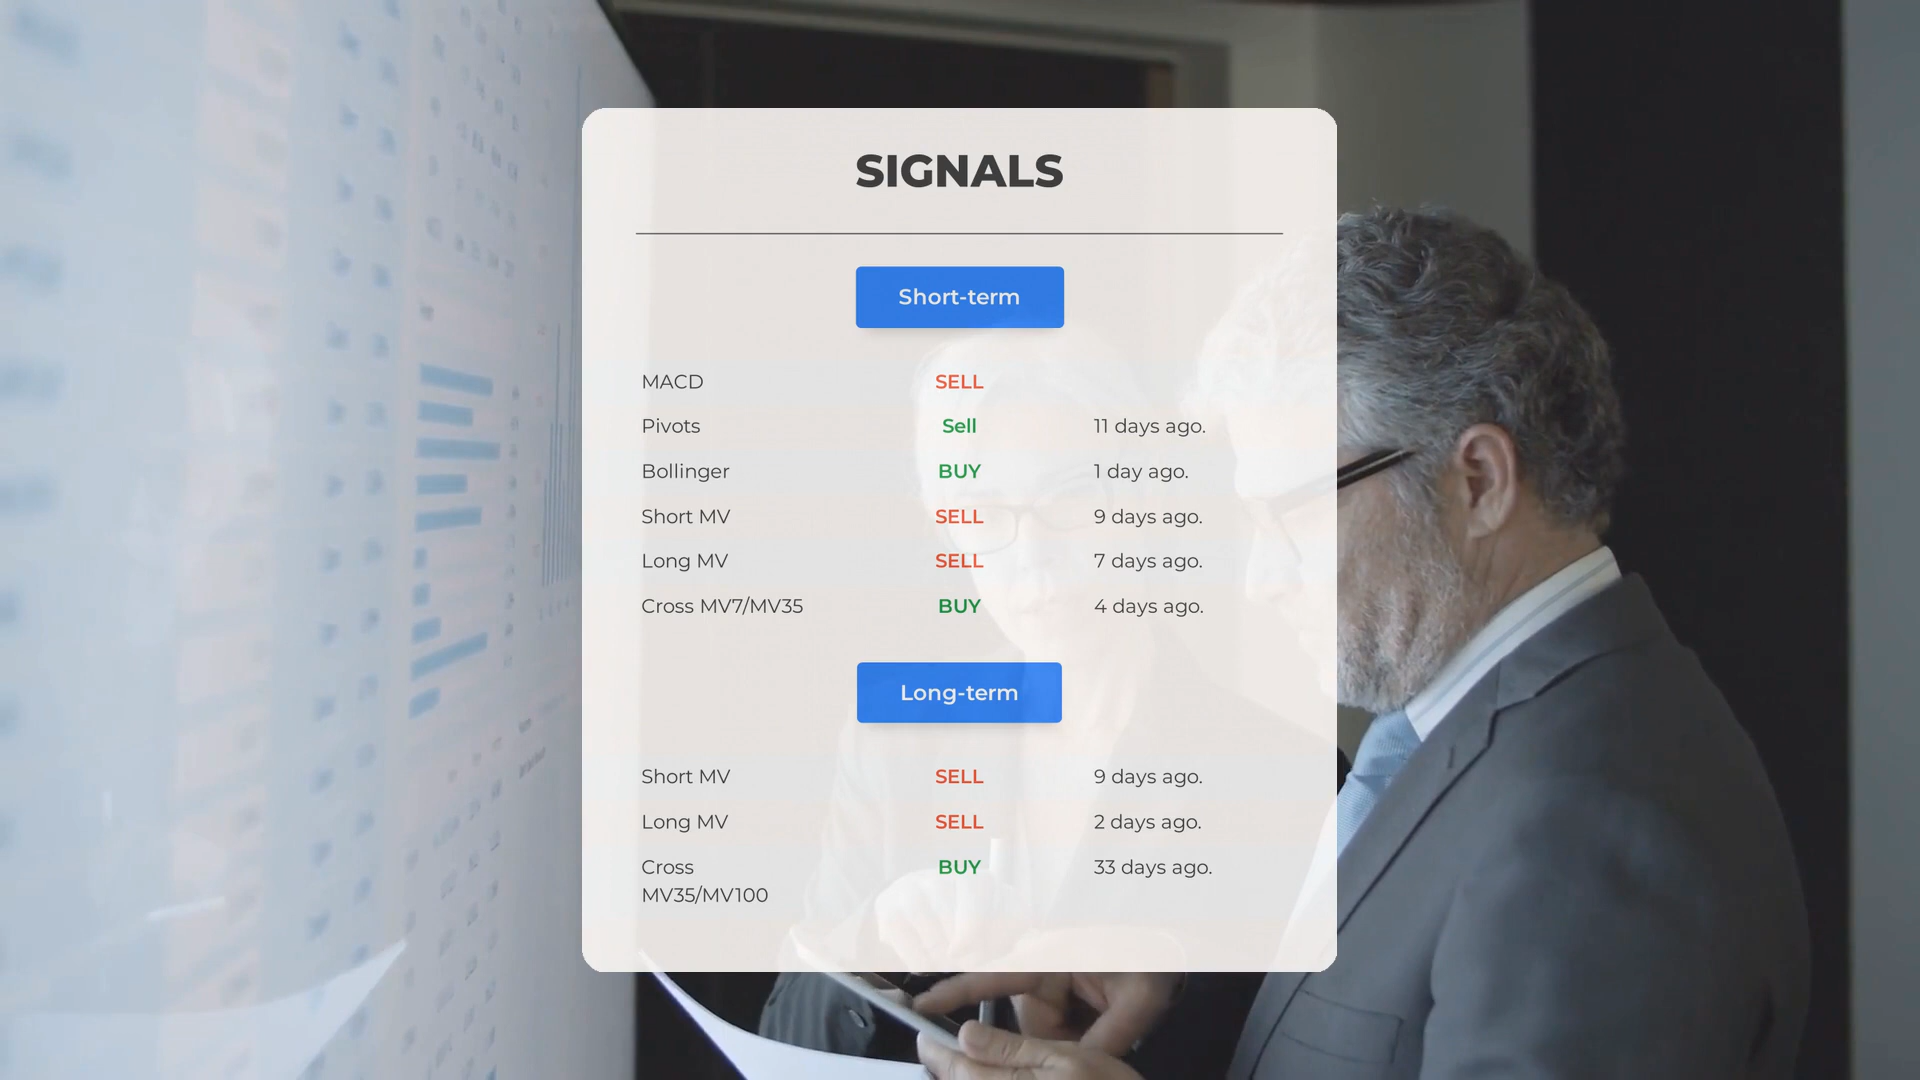 SIGNALS
Short-term
MACD SELL
Pivots Sell 11 days ago.
Bollinger BUY 1 day ago.
Short MV SELL 9 days ago.
Long MV SELL 7 days ago.
Cross MV7/MV35 BUY 4 days ago.
Long-term
Short MV SELL 9 days ago.
Long MV SELL 2 days ago.
Cross BUY 33 days ago.
MV35/MV100